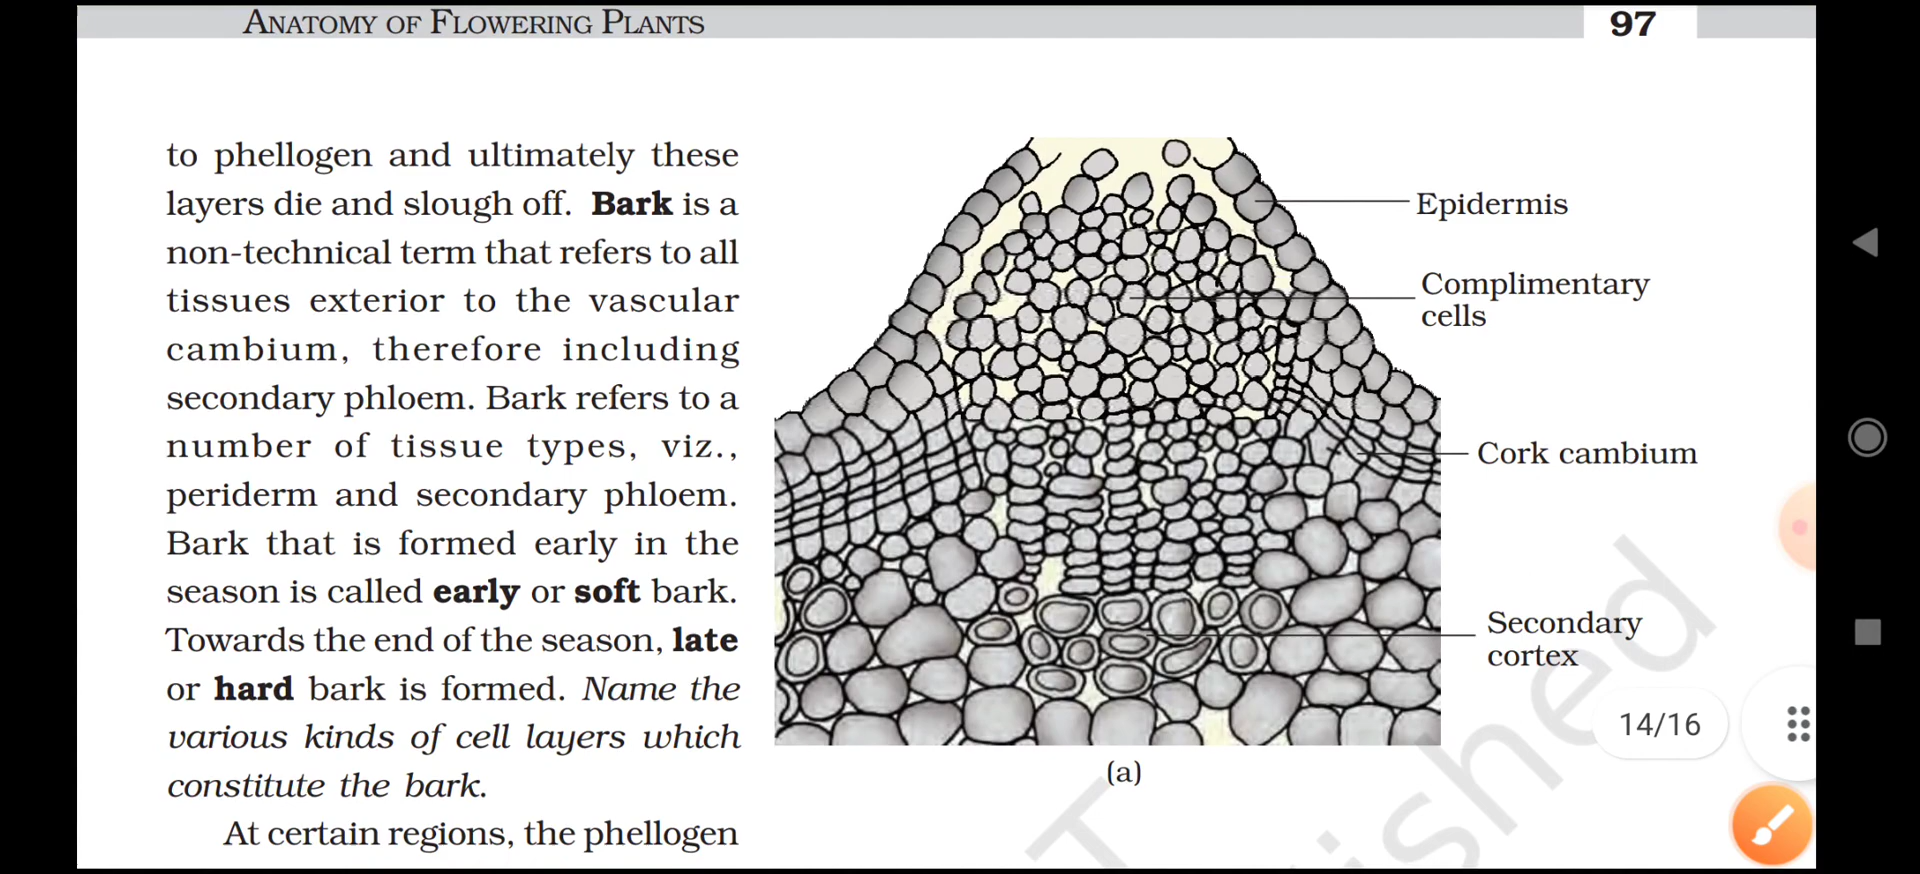 ANATOMY OF FLOWERING PLANTS
97
to phellogen and ultimately these
layers die and slough off. Bark is a
non-technical term that refers to all
tissues exterior to the vascular
cambium, therefore including
secondary phloem. Bark refers to a
number of tissue types, viz.,
periderm and secondary phloem.
Bark that is formed early in the
season is called early or soft bark.
Towards the end of the season, late
or hard bark is formed. Name the
various kinds of cell layers which
constitute the bark.
At certain regions, the phellogen
Epidermis
Complimentary
cells
Cork cambium
Secondary
cortex
(a)
14/16